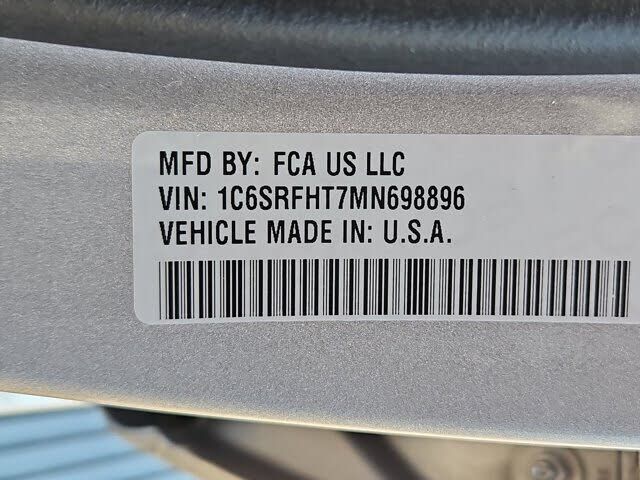 MFD BY: FCA US LLC
VIN: 1C6SRFHT7MN698896
VEHICLE MADE IN: U.S.A.